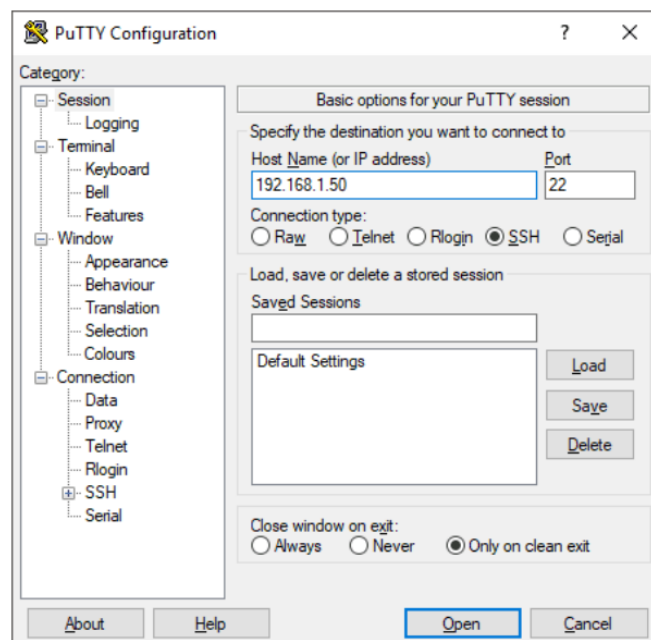 PuTTY Configuration
?
Category:
Session
Logging
Terminal
Keyboard
Bell
Features
Window
Appearance
Behaviour
Translation
Selection
Colours
Connection
Data
Proxy
Telnet
Rlogin
SSH
Serial
Basic options for your PuTTY session
Specify the destination you want to connect to
Host Name (or IP address) Port
192.168.1.50 22
Connection type:
Raw Telnet Rlogin SSH Serial
Load, save or delete a stored session
Saved Sessions
Default Settings
Load
Save
Delete
Close window on exit:
Always Never Only on clean exit
About Help Open Cancel